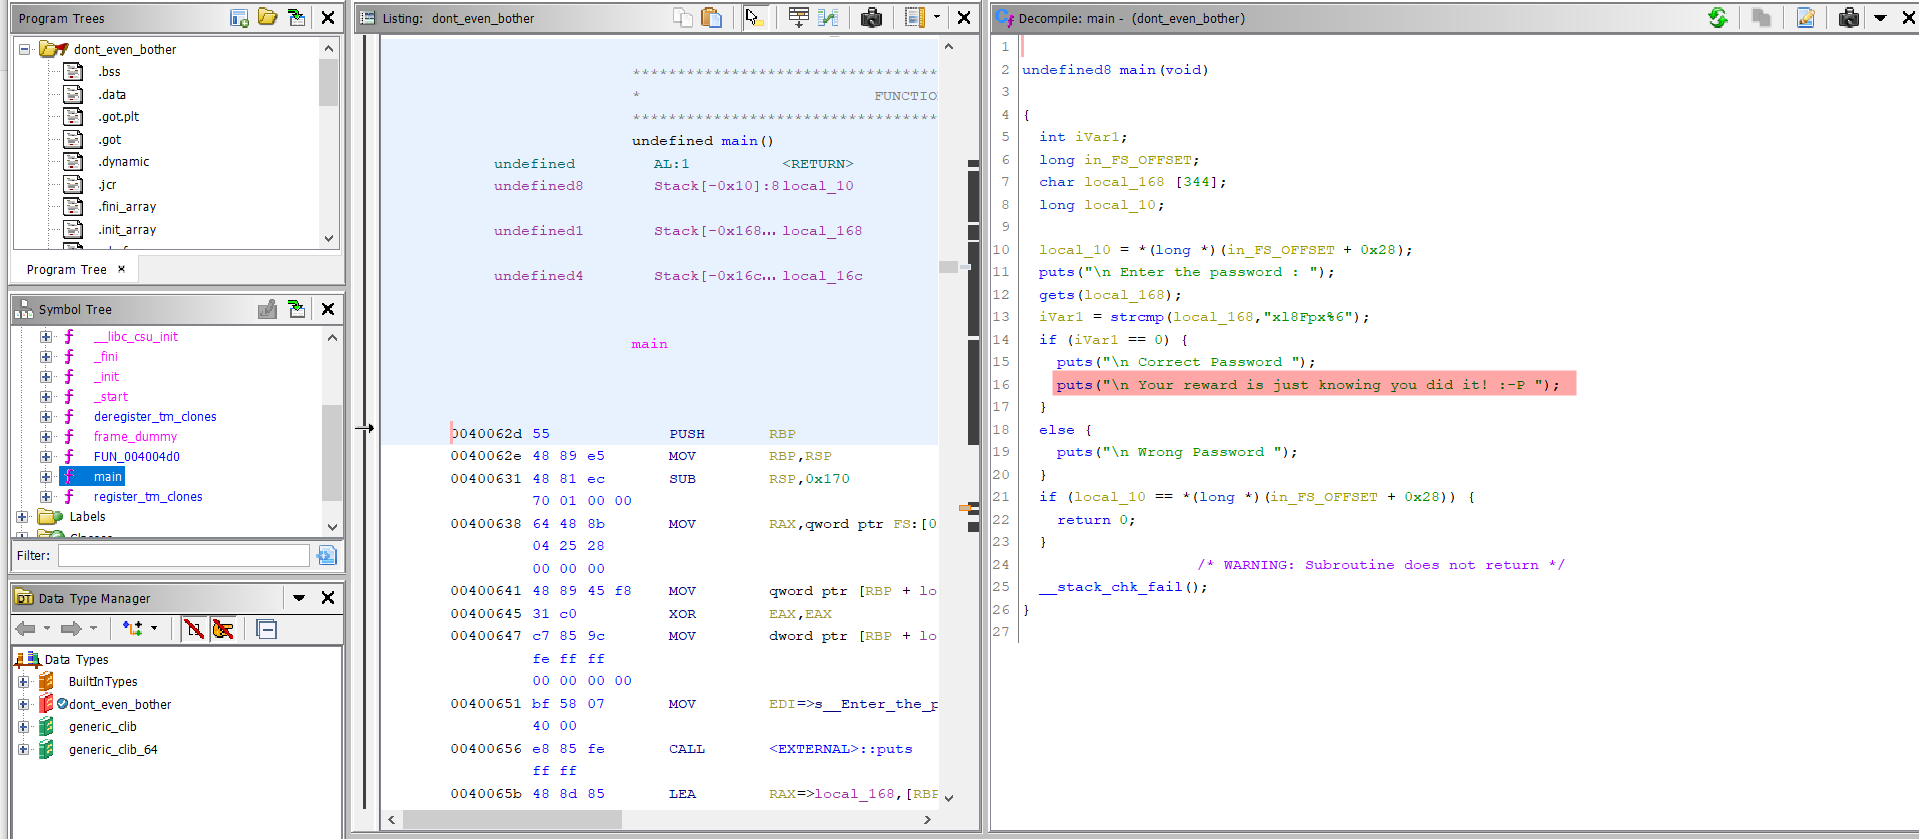 Program Trees
dont_even_bother
.bss
.data
.got.plt
.got
.dynamic
.jcr
.fini_array
.init_array
Program Tree ×
Symbol Tree
__libc_csu_init
_fini
_init
_start
deregister_tm_clones
frame_dummy
FUN_004004d0
main
register_tm_clones
Labels
Classes
Filter:
Data Type Manager
Data Types
BuiltInTypes
dont_even_bother
generic_clib
generic_clib_64
Listing: dont_even_bother
**********************************
* FUNCTIO
**********************************
undefined main()
undefined AL:1 <RETURN>
undefined8 Stack[-0x10]:8 local_10
undefined1 Stack[-0x168... local_168
undefined4 Stack[-0x16c... local_16c
main
0040062d 55 PUSH RBP
0040062e 48 89 e5 MOV RBP,RSP
00400631 48 81 ec SUB RSP,0x170
70 01 00 00
00400638 64 48 8b MOV RAX,qword ptr FS:[0
04 25 28
00 00 00
00400641 48 89 45 f8 MOV qword ptr [RBP + lo
00400645 31 c0 XOR EAX,EAX
00400647 c7 85 9c MOV dword ptr [RBP + lo
fe ff ff
00 00 00 00
00400651 bf 58 07 MOV EDI=>s__Enter_the_p
40 00
00400656 e8 85 fe CALL <EXTERNAL>::puts
ff ff
0040065b 48 8d 85 LEA RAX=>local_168,[RBP
Decompile: main - (dont_even_bother)
1
2 undefined8 main(void)
3
4 {
5 int iVar1;
6 long in_FS_OFFSET;
7 char local_168 [344];
8 long local_10;
9
10 local_10 = *(long *)(in_FS_OFFSET + 0x28);
11 puts("\n Enter the password : ");
12 gets(local_168);
13 iVar1 = strcmp(local_168,"xl8Fpx%6");
14 if (iVar1 == 0) {
15 puts("\n Correct Password ");
16 puts("\n Your reward is just knowing you did it! :-P ");
17 }
18 else {
19 puts("\n Wrong Password ");
20 }
21 if (local_10 == *(long *)(in_FS_OFFSET + 0x28)) {
22 return 0;
23 }
24 /* WARNING: Subroutine does not return */
25 __stack_chk_fail();
26 }
27